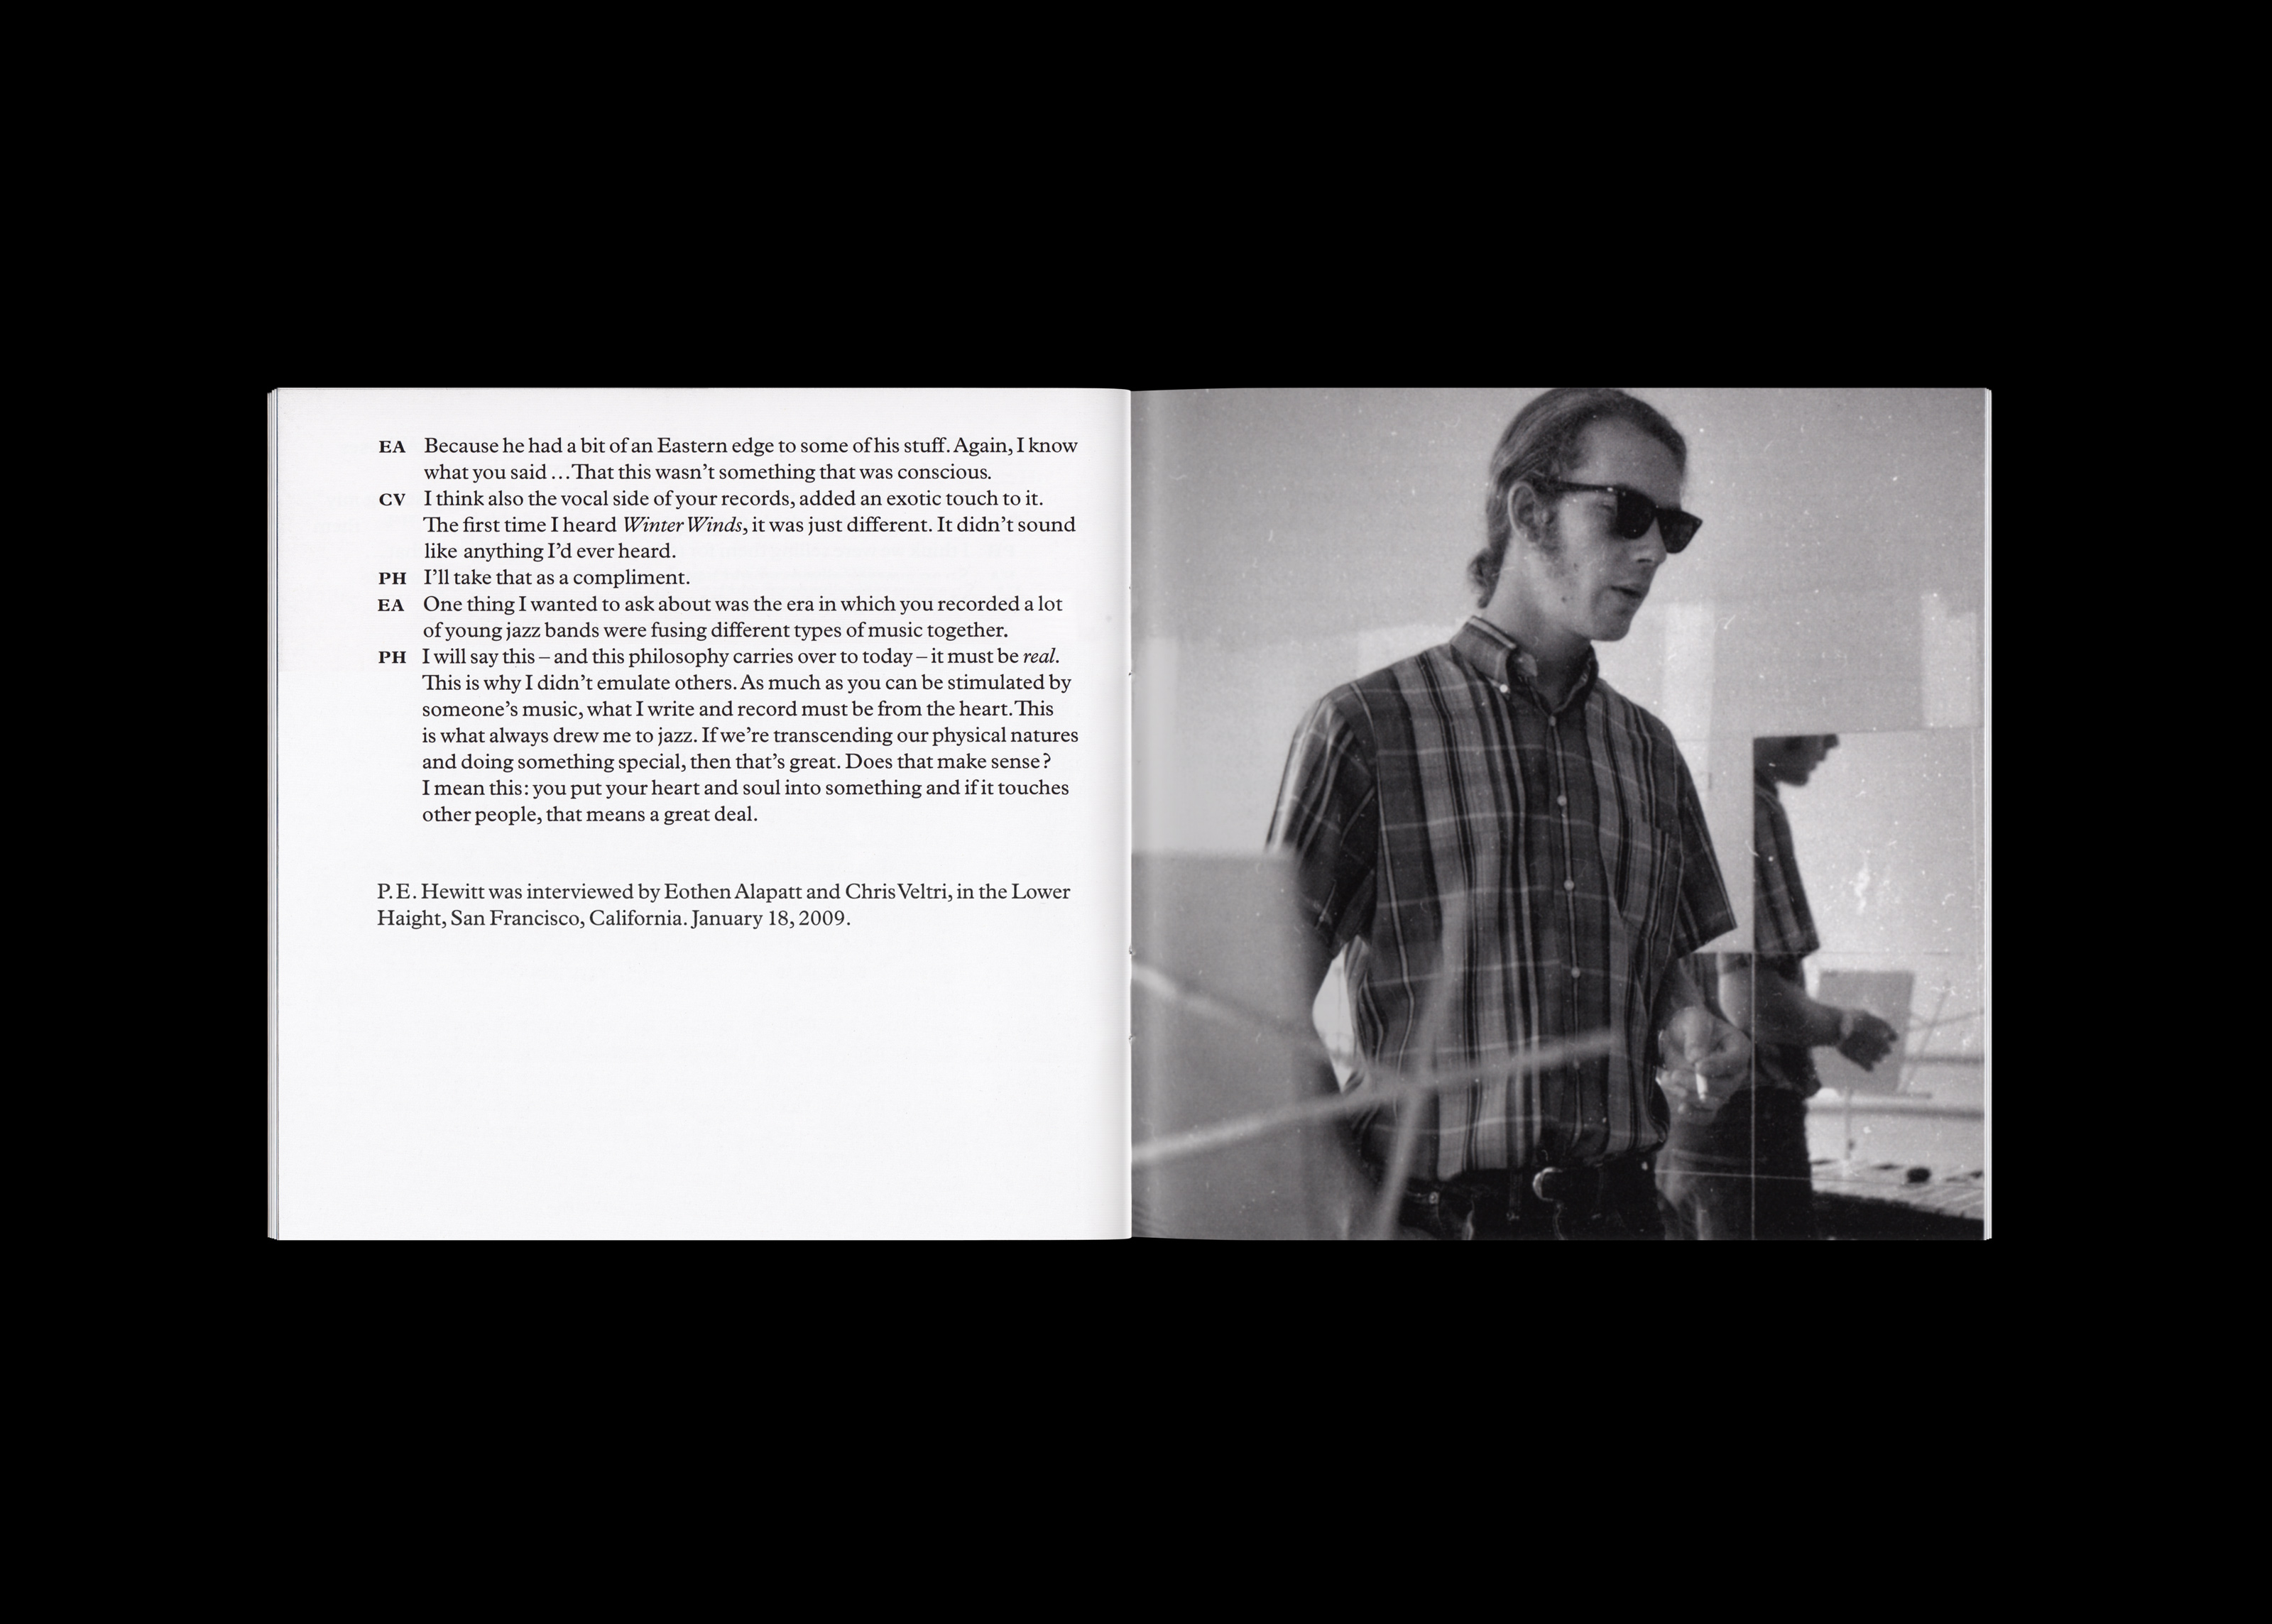 EA Because he had a bit of an Eastern edge to some of his stuff. Again, I know
what you said ... That this wasn't something that was conscious.
CV I think also the vocal side of your records, added an exotic touch to it.
The first time I heard Winter Winds, it was just different. It didn't sound
like anything I'd ever heard.
PH I'll take that as a compliment.
EA One thing I wanted to ask about was the era in which you recorded a lot
of young jazz bands were fusing different types of music together.
PH I will say this – and this philosophy carries over to today – it must be real.
This is why I didn't emulate others. As much as you can be stimulated by
someone's music, what I write and record must be from the heart. This
is what always drew me to jazz. If we're transcending our physical natures
and doing something special, then that's great. Does that make sense?
I mean this: you put your heart and soul into something and if it touches
other people, that means a great deal.
P. E. Hewitt was interviewed by Eothen Alapatt and Chris Veltri, in the Lower
Haight, San Francisco, California. January 18, 2009.